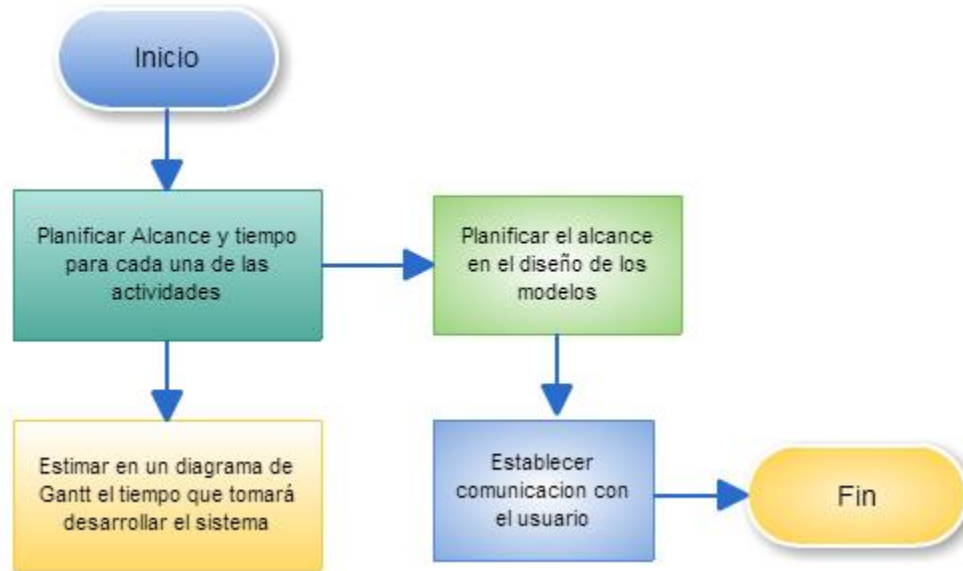 Inicio
Planificar Alcance y tiempo
para cada una de las
actividades
Planificar el alcance
en el diseño de los
modelos
Estimar en un diagrama de
Gantt el tiempo que tomará
desarrollar el sistema
Establecer
comunicacion con
el usuario
Fin